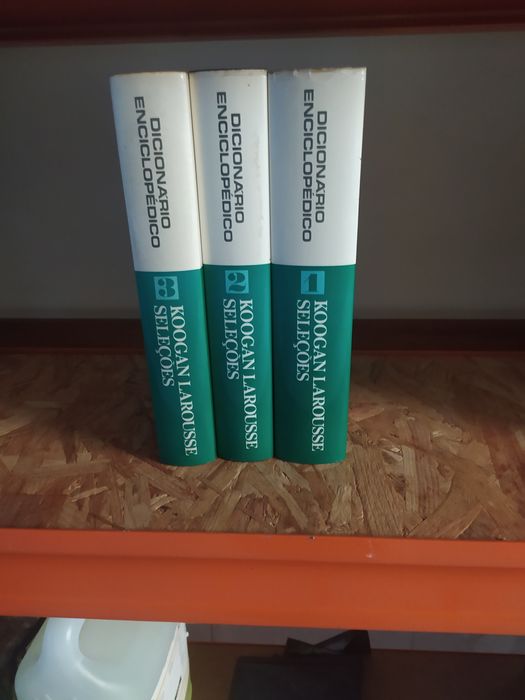 DICIONÁRIO
ENCICLOPÉDICO
3
KOOGAN LAROUSSE
SELEÇÕES
DICIONÁRIO
ENCICLOPÉDICO
2
KOOGAN LAROUSSE
SELEÇÕES
DICIONÁRIO
ENCICLOPÉDICO
1
KOOGAN LAROUSSE
SELEÇÕES